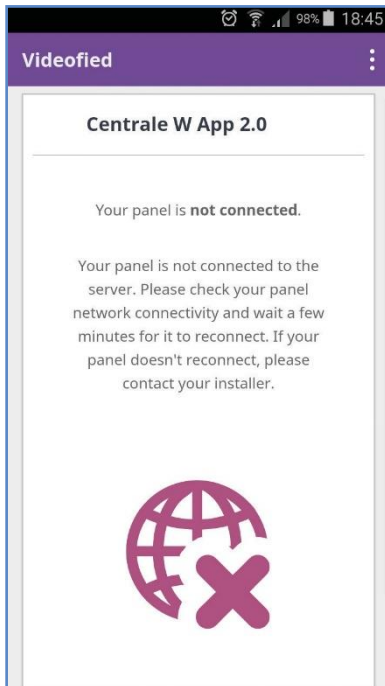 98% 18:45
Videofied
Centrale W App 2.0
Your panel is not connected.
Your panel is not connected to the
server. Please check your panel
network connectivity and wait a few
minutes for it to reconnect. If your
panel doesn't reconnect, please
contact your installer.